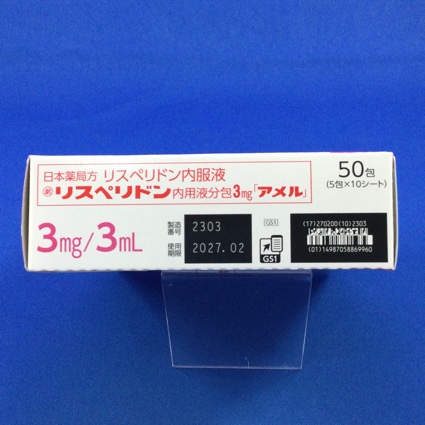 日本薬局方 リスペリドン内服液
劇 リスペリドン内用液分包3mg「アメル」
50包
(5包×10シート)
3mg/3mL
製造番号 2303
使用期限 2027.02
GS1
GS1
(17)270200(10)2303
(01)14987058869960